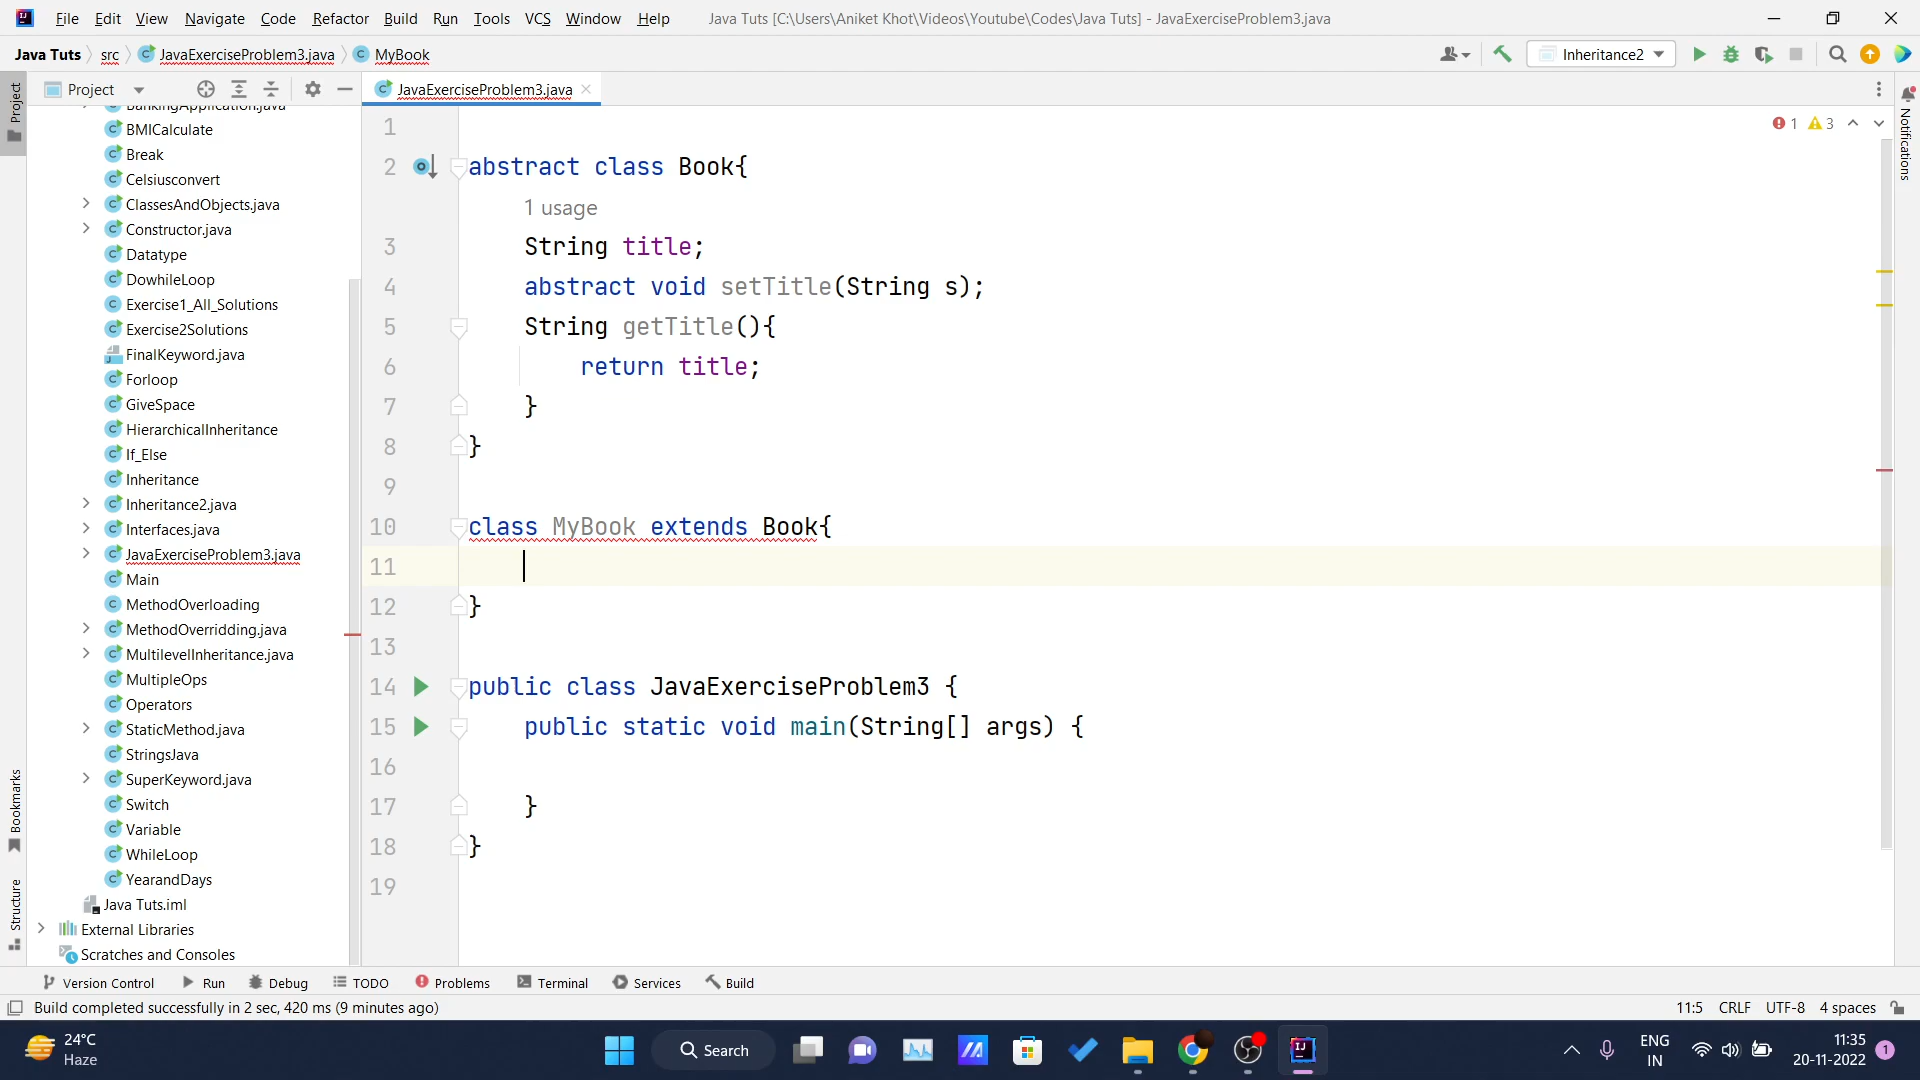 File Edit View Navigate Code Refactor Build Run Tools VCS Window Help Java Tuts [C:\Users\Aniket Khot\Videos\Youtube\Codes\Java Tuts] - JavaExerciseProblem3.java
Java Tuts src JavaExerciseProblem3.java MyBook Inheritance2
Project
Project
JavaExerciseProblem3.java
Notifications
BankingApplication.java
BMICalculate
Break
Celsiusconvert
ClassesAndObjects.java
Constructor.java
Datatype
DowhileLoop
Exercise1_All_Solutions
Exercise2Solutions
FinalKeyword.java
Forloop
GiveSpace
HierarchicalInheritance
If_Else
Inheritance
Inheritance2.java
Interfaces.java
JavaExerciseProblem3.java
Main
MethodOverloading
MethodOverridding.java
MultilevelInheritance.java
MultipleOps
Operators
StaticMethod.java
StringsJava
SuperKeyword.java
Switch
Variable
WhileLoop
YearandDays
Java Tuts.iml
External Libraries
Scratches and Consoles
Bookmarks
Structure
1 3
1
2 abstract class Book{
1 usage
3 String title;
4 abstract void setTitle(String s);
5 String getTitle(){
6 return title;
7 }
8 }
9
10 class MyBook extends Book{
11
12 }
13
14 public class JavaExerciseProblem3 {
15 public static void main(String[] args) {
16
17 }
18 }
19
Version Control Run Debug TODO Problems Terminal Services Build
Build completed successfully in 2 sec, 420 ms (9 minutes ago) 11:5 CRLF UTF-8 4 spaces
24°C
Haze
Search
ENG
IN
11:35
20-11-2022
1